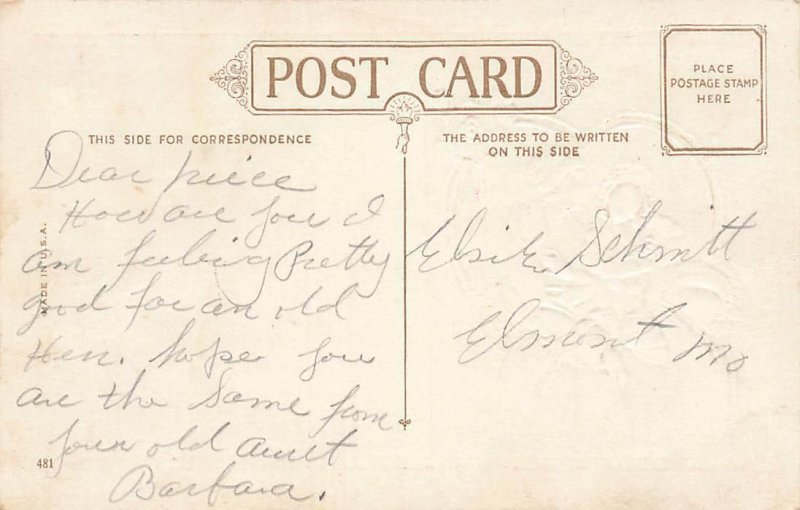 POST CARD
PLACE
POSTAGE STAMP
HERE
THIS SIDE FOR CORRESPONDENCE
THE ADDRESS TO BE WRITTEN
ON THIS SIDE
Dear niece
How are you I
am feeling Pretty
good for an old
Hen. hope you
are the same from
your old aunt
Barbara.
Elsie Schmitt
Elmont Mo
MADE IN U.S.A.
481